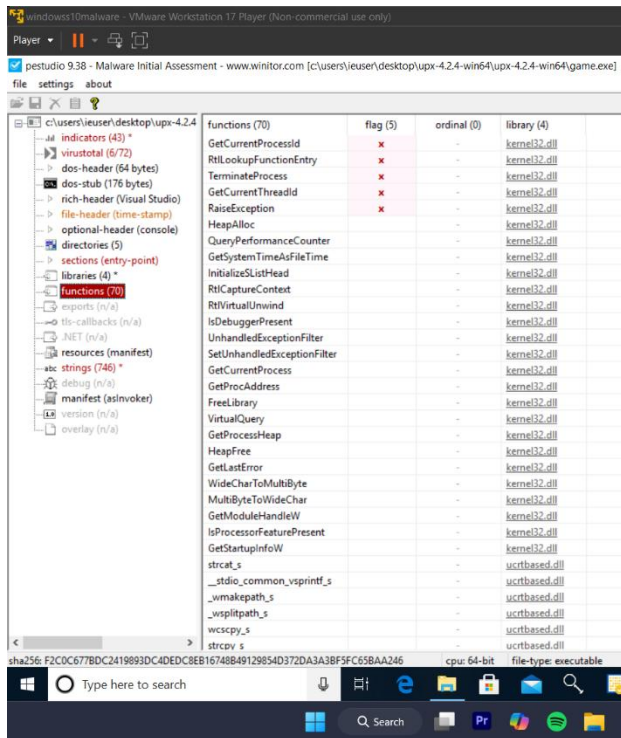 windowss10malware - VMware Workstation 17 Player (Non-commercial use only)
Player
pestudio 9.38 - Malware Initial Assessment - www.winitor.com [c:\users\ieuser\desktop\upx-4.2.4-win64\upx-4.2.4-win64\game.exe]
file settings about
c:\users\ieuser\desktop\upx-4.2.4
indicators (43) *
virustotal (6/72)
dos-header (64 bytes)
dos-stub (176 bytes)
rich-header (Visual Studio)
file-header (time-stamp)
optional-header (console)
directories (5)
sections (entry-point)
libraries (4) *
functions (70)
exports (n/a)
tls-callbacks (n/a)
.NET (n/a)
resources (manifest)
abc strings (746) *
debug (n/a)
manifest (asInvoker)
1.0 version (n/a)
overlay (n/a)
functions (70) flag (5) ordinal (0) library (4)
GetCurrentProcessId x - kernel32.dll
RtlLookupFunctionEntry x - kernel32.dll
TerminateProcess x - kernel32.dll
GetCurrentThreadId x - kernel32.dll
RaiseException x - kernel32.dll
HeapAlloc - kernel32.dll
QueryPerformanceCounter - kernel32.dll
GetSystemTimeAsFileTime - kernel32.dll
InitializeSListHead - kernel32.dll
RtlCaptureContext - kernel32.dll
RtlVirtualUnwind - kernel32.dll
IsDebuggerPresent - kernel32.dll
UnhandledExceptionFilter - kernel32.dll
SetUnhandledExceptionFilter - kernel32.dll
GetCurrentProcess - kernel32.dll
GetProcAddress - kernel32.dll
FreeLibrary - kernel32.dll
VirtualQuery - kernel32.dll
GetProcessHeap - kernel32.dll
HeapFree - kernel32.dll
GetLastError - kernel32.dll
WideCharToMultiByte - kernel32.dll
MultiByteToWideChar - kernel32.dll
GetModuleHandleW - kernel32.dll
IsProcessorFeaturePresent - kernel32.dll
GetStartupInfoW - kernel32.dll
strcat_s - ucrtbased.dll
__stdio_common_vsprintf_s - ucrtbased.dll
_wmakepath_s - ucrtbased.dll
_wsplitpath_s - ucrtbased.dll
wcscpy_s - ucrtbased.dll
strcpy_s - ucrtbased.dll
sha256: F2C0C677BDC2419893DC4DEDC8EB16748B49129854D372DA3A3BF5FC65BAA246 cpu: 64-bit file-type: executable
Type here to search
Search
Pr